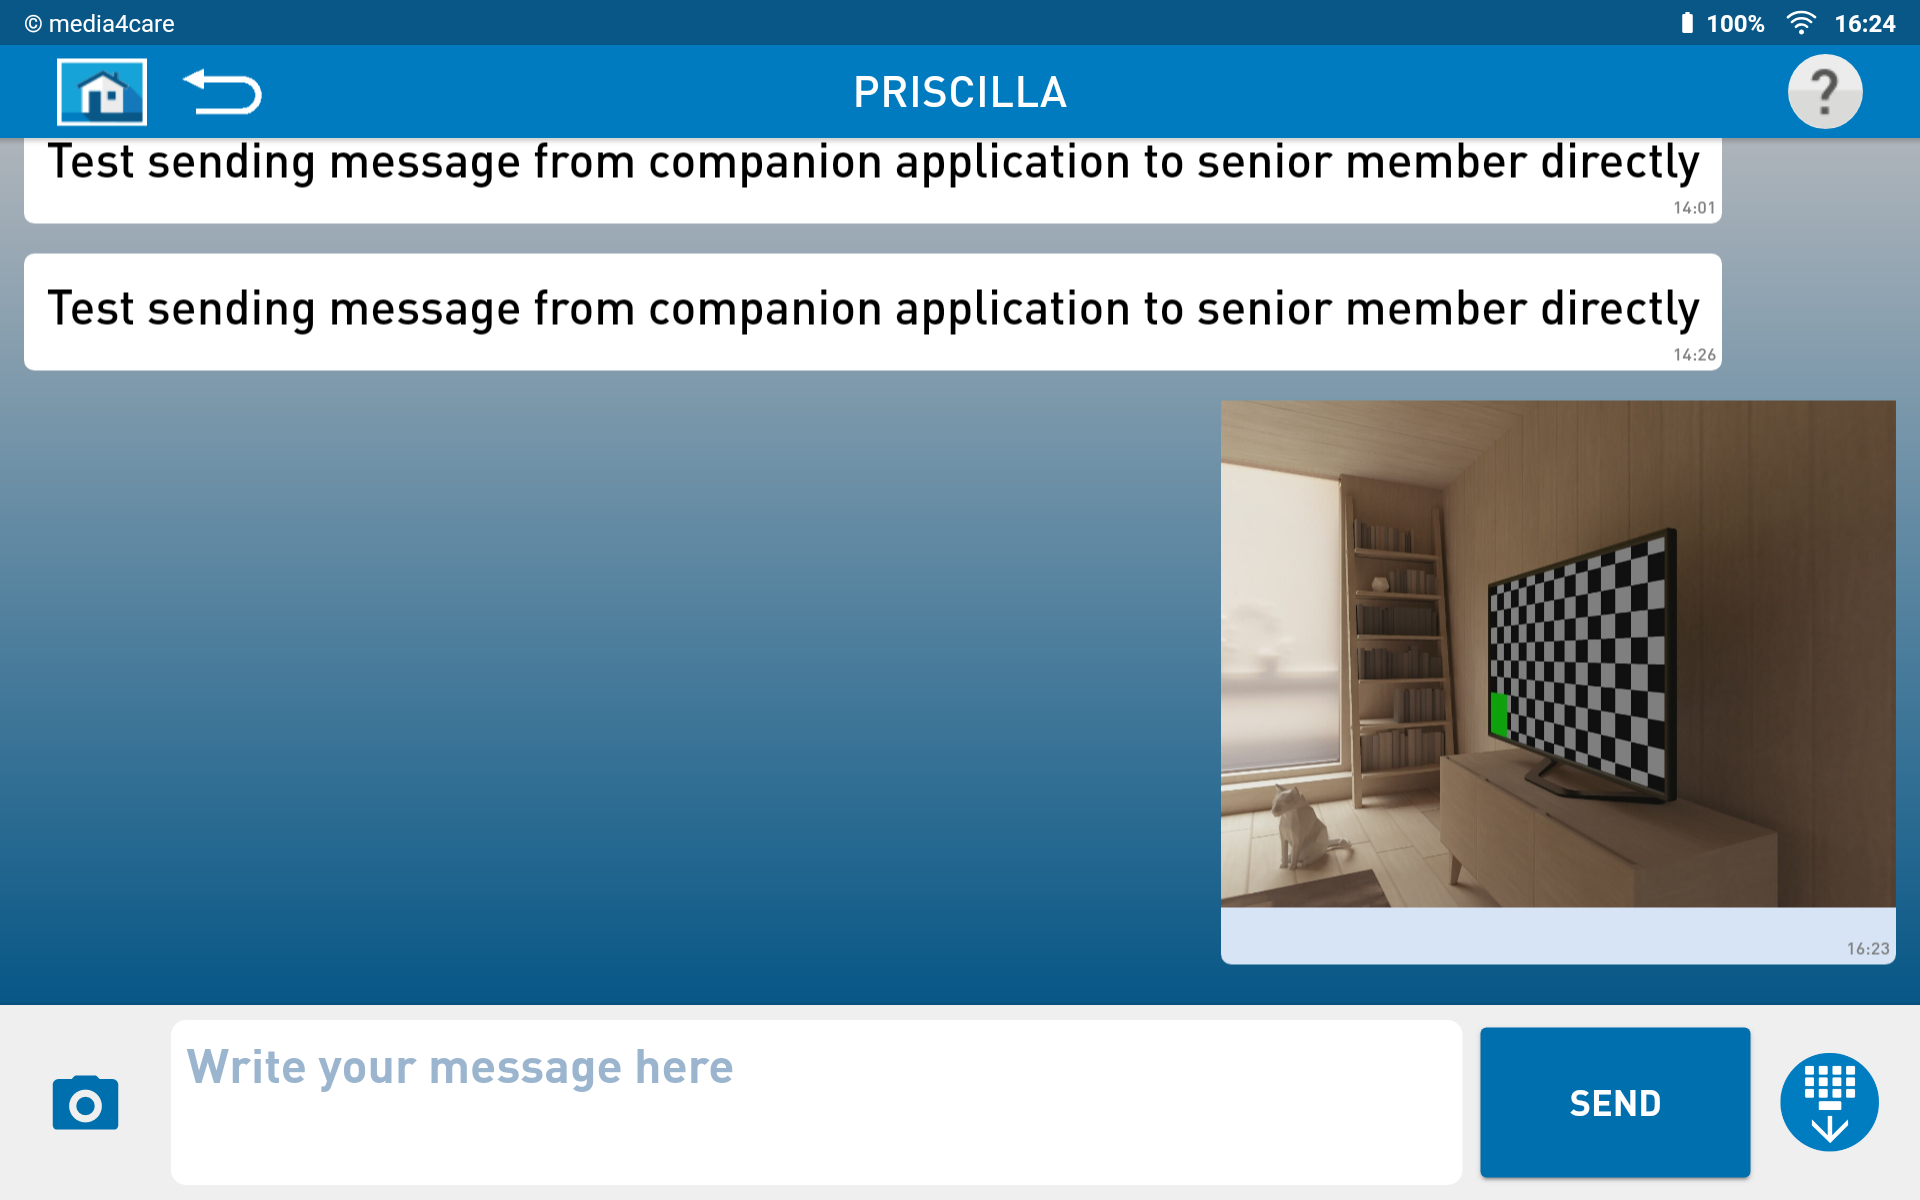 © media4care
100% 16:24
PRISCILLA
?
Test sending message from companion application to senior member directly
14:01
Test sending message from companion application to senior member directly
14:26
16:23
Write your message here
SEND